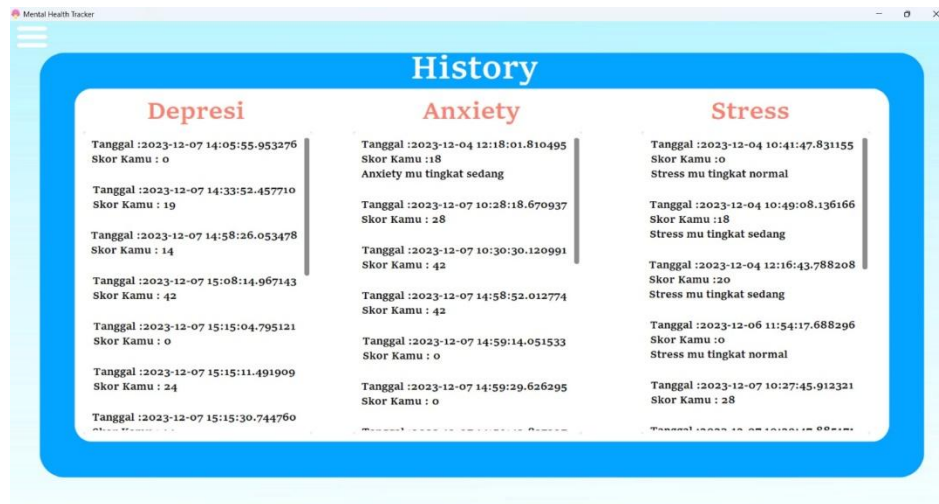 Mental Health Tracker
History
Depresi
Tanggal :2023-12-07 14:05:55.953276
Skor Kamu : 0
Tanggal :2023-12-07 14:33:52.457710
Skor Kamu : 19
Tanggal :2023-12-07 14:58:26.053478
Skor Kamu : 14
Tanggal :2023-12-07 15:08:14.967143
Skor Kamu : 42
Tanggal :2023-12-07 15:15:04.795121
Skor Kamu : 0
Tanggal :2023-12-07 15:15:11.491909
Skor Kamu : 24
Tanggal :2023-12-07 15:15:30.744760
Anxiety
Tanggal :2023-12-04 12:18:01.810495
Skor Kamu :18
Anxiety mu tingkat sedang
Tanggal :2023-12-07 10:28:18.670937
Skor Kamu : 28
Tanggal :2023-12-07 10:30:30.120991
Skor Kamu : 42
Tanggal :2023-12-07 14:58:52.012774
Skor Kamu : 42
Tanggal :2023-12-07 14:59:14.051533
Skor Kamu : 0
Tanggal :2023-12-07 14:59:29.626295
Skor Kamu : 0
Stress
Tanggal :2023-12-04 10:41:47.831155
Skor Kamu :0
Stress mu tingkat normal
Tanggal :2023-12-04 10:49:08.136166
Skor Kamu :18
Stress mu tingkat sedang
Tanggal :2023-12-04 12:16:43.788208
Skor Kamu :20
Stress mu tingkat sedang
Tanggal :2023-12-06 11:54:17.688296
Skor Kamu :0
Stress mu tingkat normal
Tanggal :2023-12-07 10:27:45.912321
Skor Kamu : 28